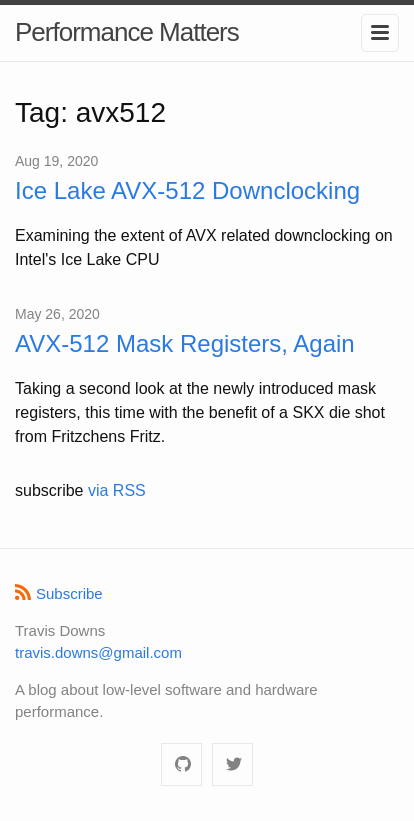 Performance Matters
Tag: avx512
Aug 19, 2020
Ice Lake AVX-512 Downclocking
Examining the extent of AVX related downclocking on
Intel's Ice Lake CPU
May 26, 2020
AVX-512 Mask Registers, Again
Taking a second look at the newly introduced mask
registers, this time with the benefit of a SKX die shot
from Fritzchens Fritz.
subscribe via RSS
Subscribe
Travis Downs
travis.downs@gmail.com
A blog about low-level software and hardware
performance.